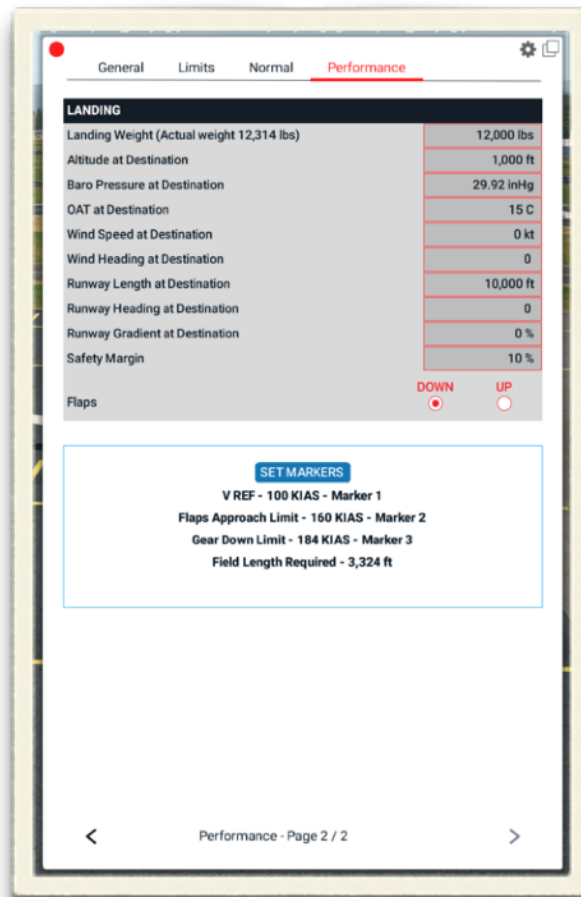 General Limits Normal Performance
LANDING
Landing Weight (Actual weight 12,314 lbs) 12,000 lbs
Altitude at Destination 1,000 ft
Baro Pressure at Destination 29.92 inHg
OAT at Destination 15 C
Wind Speed at Destination 0 kt
Wind Heading at Destination 0
Runway Length at Destination 10,000 ft
Runway Heading at Destination 0
Runway Gradient at Destination 0 %
Safety Margin 10 %
DOWN UP
Flaps
SET MARKERS
V REF - 100 KIAS - Marker 1
Flaps Approach Limit - 160 KIAS - Marker 2
Gear Down Limit - 184 KIAS - Marker 3
Field Length Required - 3,324 ft
< Performance - Page 2 / 2 >